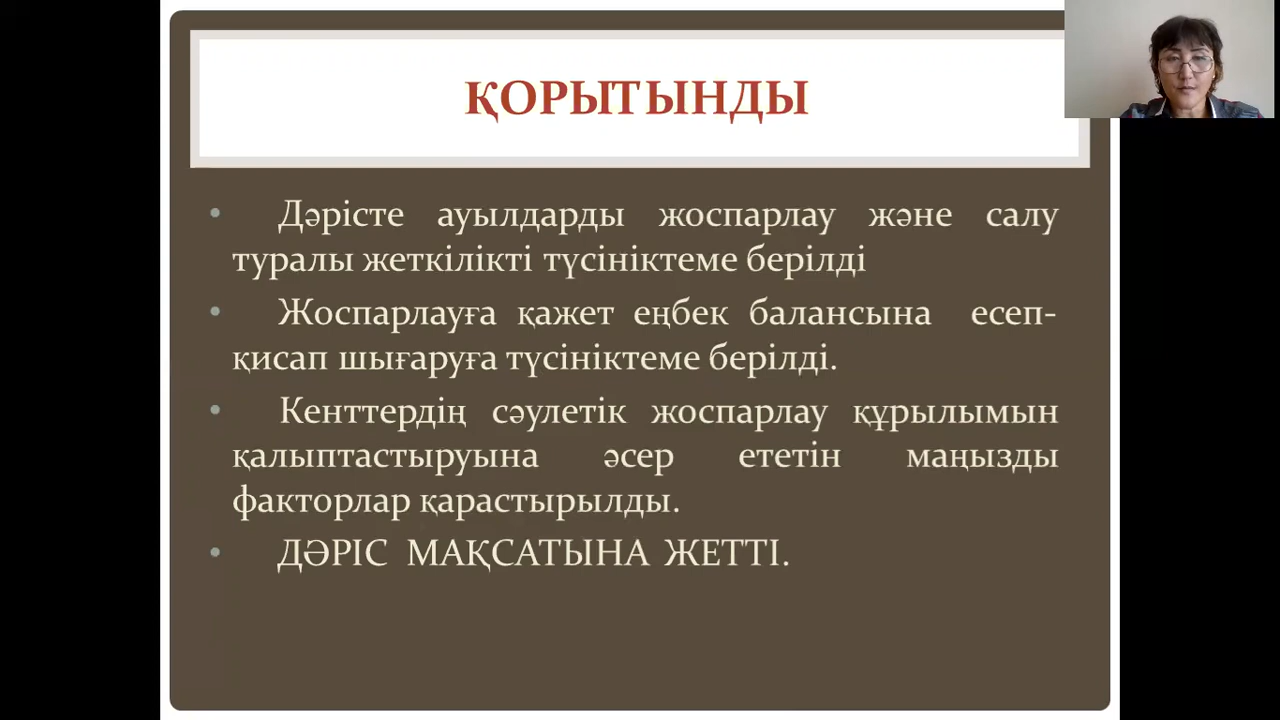 ҚОРЫТЫНДЫ
• Дәрісте ауылдарды жоспарлау және салу
туралы жеткілікті түсініктеме берілді
• Жоспарлауға қажет еңбек балансына есеп-
қисап шығаруға түсініктеме берілді.
• Кенттердің сәулетік жоспарлау құрылымын
қалыптастыруына әсер ететін маңызды
факторлар қарастырылды.
• ДӘРІС МАҚСАТЫНА ЖЕТТІ.